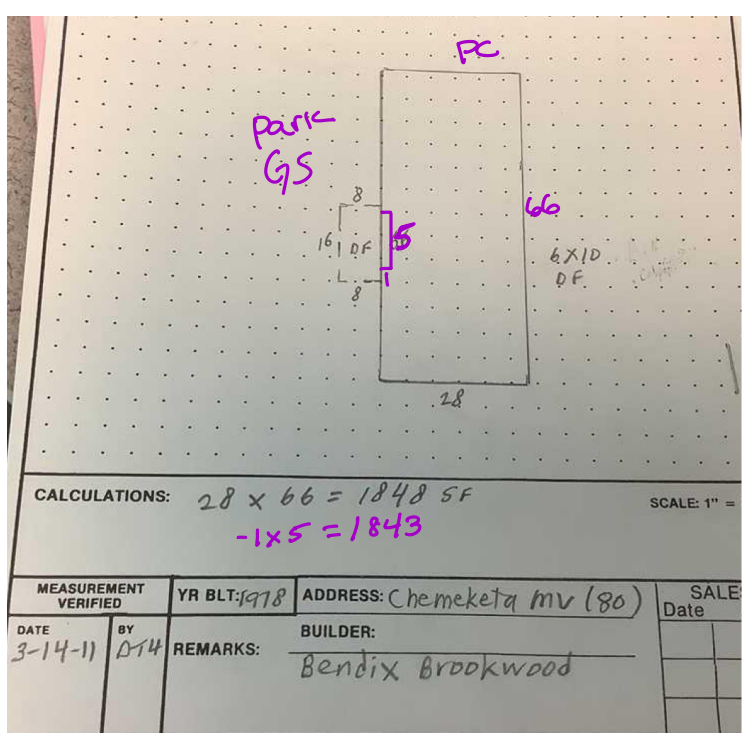 PC
Park
GS
8
66
16
DF
5
6X10
DF
1
8
28
CALCULATIONS: 28 x 66 = 1848 SF
SCALE: 1" =
-1x5 = 1843
MEASUREMENT VERIFIED
YR BLT: 1978
ADDRESS: Chemeketa mv (80)
SALE
Date
DATE
3-14-11
BY
DT4
REMARKS:
BUILDER:
Bendix Brookwood